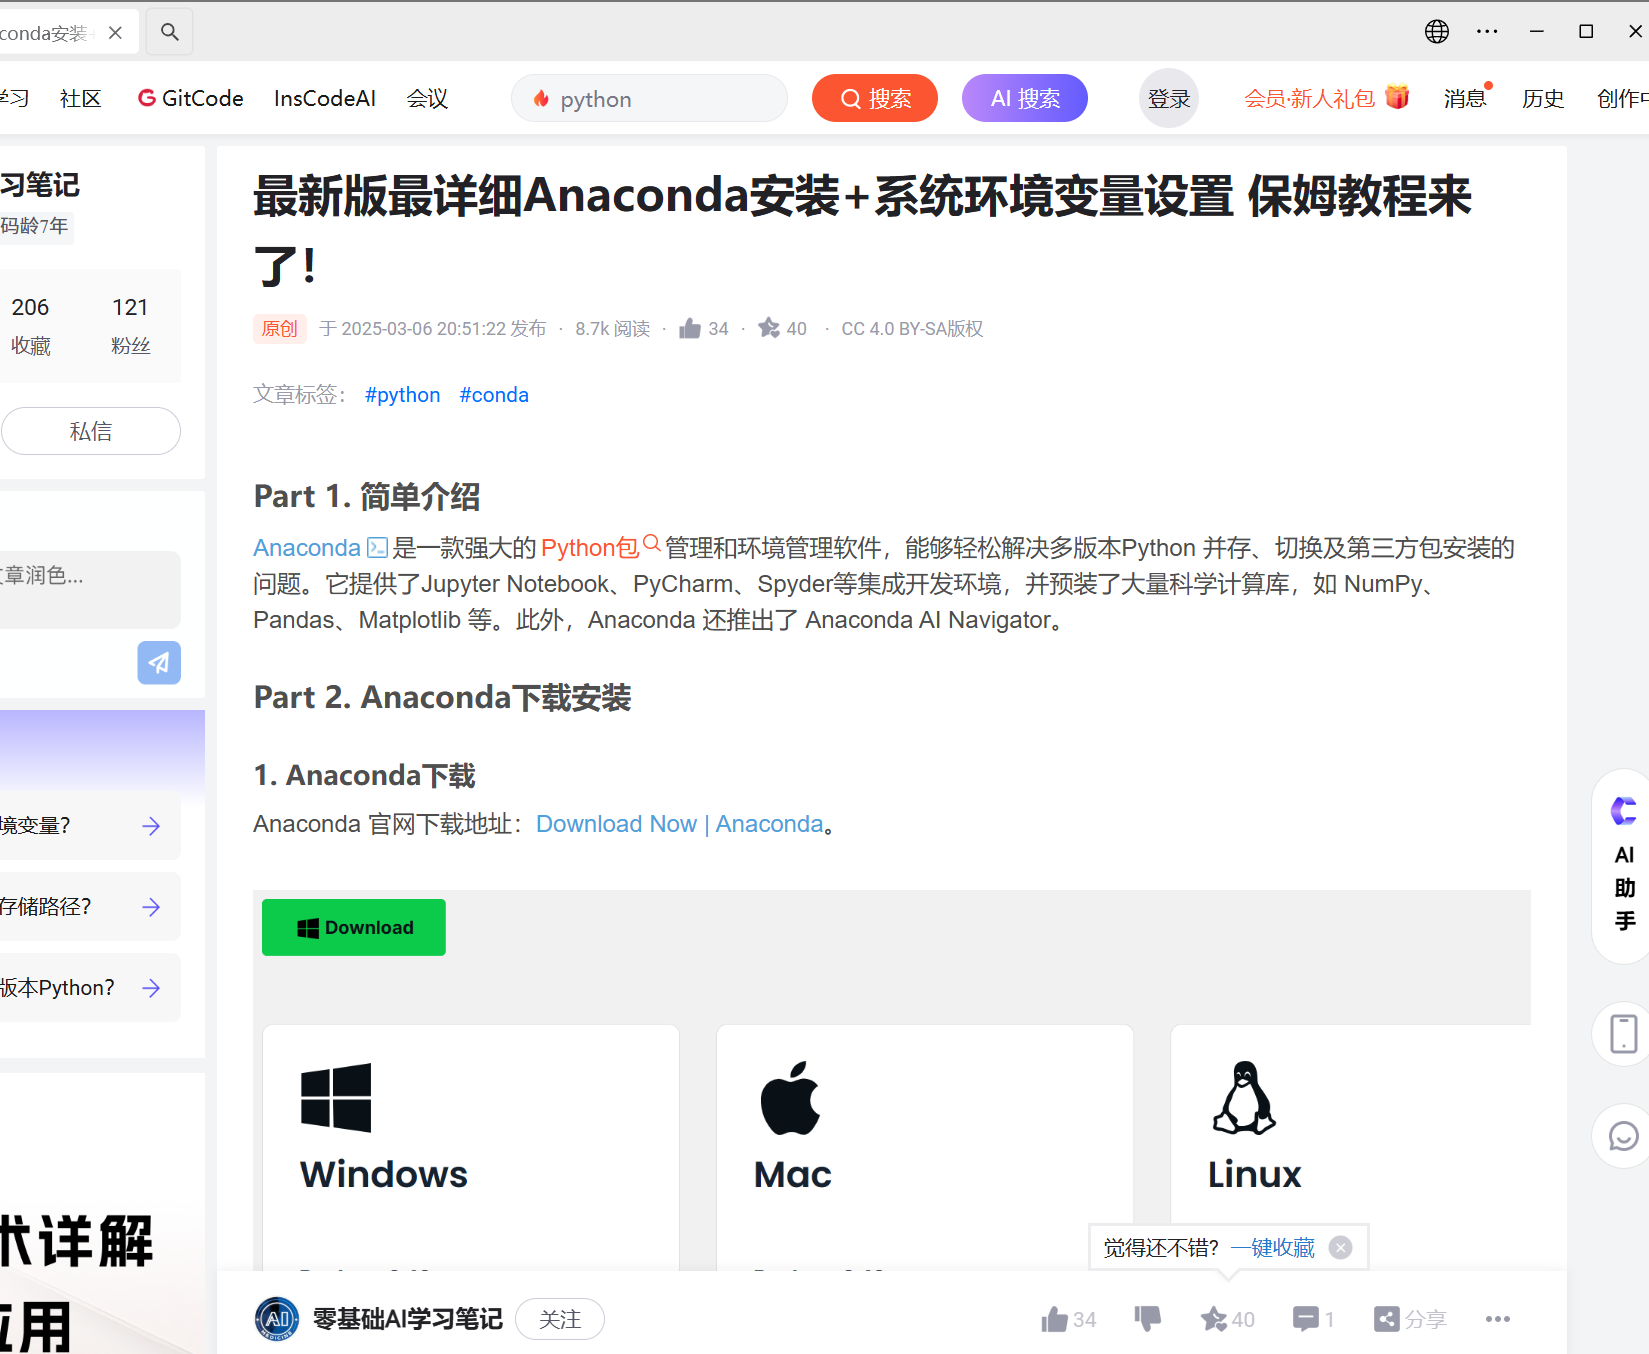 conda安装+
学习 社区 GitCode InsCodeAI 会议 python 搜索 AI 搜索 登录 会员·新人礼包 消息 历史 创作中
习笔记
码龄7年
206 121
收藏 粉丝
私信
文章润色...
境变量?
存储路径?
版本Python?
术详解
应用
最新版最详细Anaconda安装+系统环境变量设置 保姆教程来
了!
原创 于 2025-03-06 20:51:22 发布 · 8.7k 阅读 · 34 · 40 · CC 4.0 BY-SA版权
文章标签: #python #conda
Part 1. 简单介绍
Anaconda 是一款强大的 Python包 管理和环境管理软件，能够轻松解决多版本Python 并存、切换及第三方包安装的
问题。它提供了Jupyter Notebook、PyCharm、Spyder等集成开发环境，并预装了大量科学计算库，如 NumPy、
Pandas、Matplotlib 等。此外，Anaconda 还推出了 Anaconda AI Navigator。
Part 2. Anaconda下载安装
1. Anaconda下载
Anaconda 官网下载地址：Download Now | Anaconda。
Download
Windows Mac Linux
觉得还不错? 一键收藏
零基础AI学习笔记 关注 34 40 1 分享
AI
MEDICINE
AI
助
手